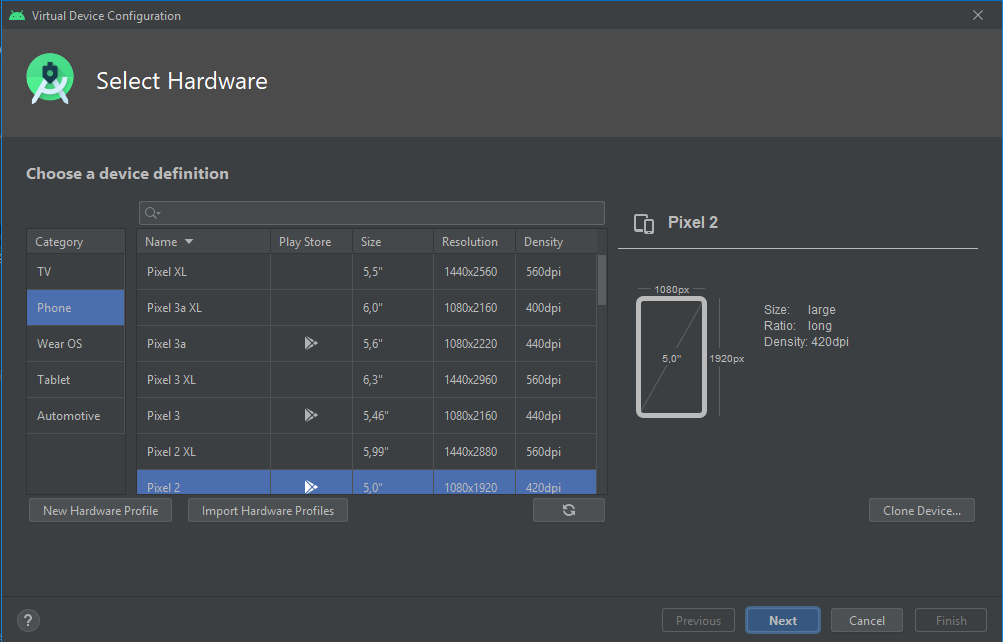 Virtual Device Configuration
Select Hardware
Choose a device definition
Category
TV
Phone
Wear OS
Tablet
Automotive
Name Play Store Size Resolution Density
Pixel XL 5,5" 1440x2560 560dpi
Pixel 3a XL 6,0" 1080x2160 400dpi
Pixel 3a 5,6" 1080x2220 440dpi
Pixel 3 XL 6,3" 1440x2960 560dpi
Pixel 3 5,46" 1080x2160 440dpi
Pixel 2 XL 5,99" 1440x2880 560dpi
Pixel 2 5,0" 1080x1920 420dpi
New Hardware Profile Import Hardware Profiles
Pixel 2
1080px
5,0"
1920px
Size: large
Ratio: long
Density: 420dpi
Clone Device...
? Previous Next Cancel Finish